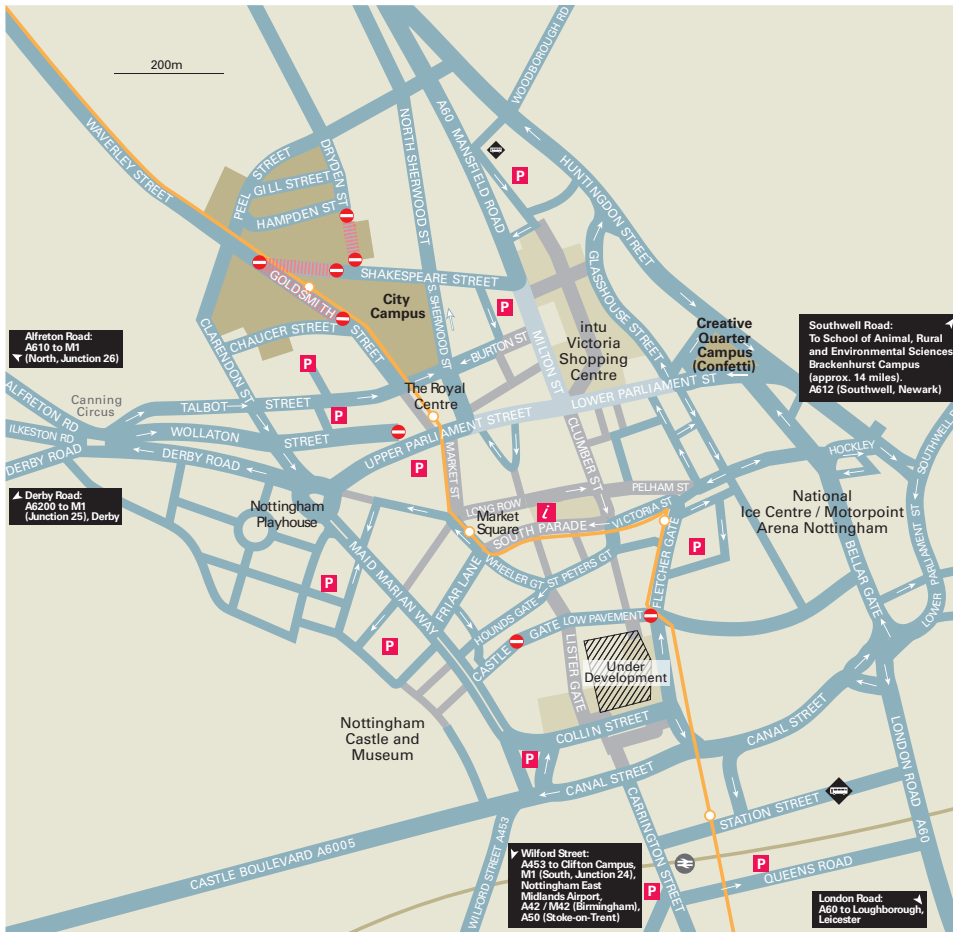 200m
WOODBOROUGH RD
WAVERLEY STREET
PEEL STREET
GILL STREET
HAMPDEN ST
DRYDEN ST
NORTH SHERWOOD ST
A60 MANSFIELD ROAD
P
HUNTINGDON STREET
GLASSHOUSE STREET
SHAKESPEARE STREET
GOLDSMITH STREET
City
Campus
S. SHERWOOD ST
P
CHAUCER STREET
CLARENDON ST
BURTON ST
MILTON ST
intu
Victoria
Shopping
Centre
Creative
Quarter
Campus
(Confetti)
Southwell Road:
To School of Animal, Rural
and Environmental Sciences
Brackenhurst Campus
(approx. 14 miles).
A612 (Southwell, Newark)
Alfreton Road:
A610 to M1
(North, Junction 26)
P
ALFRETON RD
Canning
Circus
ILKESTON RD
DERBY ROAD
TALBOT STREET
P
The Royal
Centre
WOLLATON STREET
UPPER PARLIAMENT STREET
LOWER PARLIAMENT ST
DERBY ROAD
P
MARKET ST
CLUMBER ST
HOCKLEY
SOUTHWELL R
Derby Road:
A6200 to M1
(Junction 25), Derby
Nottingham
Playhouse
LONG ROW
PELHAM ST
i
Market
Square
SOUTH PARADE
VICTORIA ST
National
Ice Centre / Motorpoint
Arena Nottingham
P
FLETCHER GATE
BELLAR GATE
LOWER PARLIAMENT ST
MAID MARIAN WAY
P
FRIAR LANE
WHEELER GT
ST PETERS GT
HOUNDS GATE
CASTLE GATE
LOW PAVEMENT
P
LISTER GATE
Under
Development
Nottingham
Castle and
Museum
COLLIN STREET
P
CANAL STREET
CANAL STREET
LONDON ROAD A60
CARRINGTON STREET
STATION STREET
CASTLE BOULEVARD A6005
WILFORD STREET A453
Wilford Street:
A453 to Clifton Campus,
M1 (South, Junction 24),
Nottingham East
Midlands Airport,
A42 / M42 (Birmingham),
A50 (Stoke-on-Trent)
P
P
QUEENS ROAD
London Road:
A60 to Loughborough,
Leicester